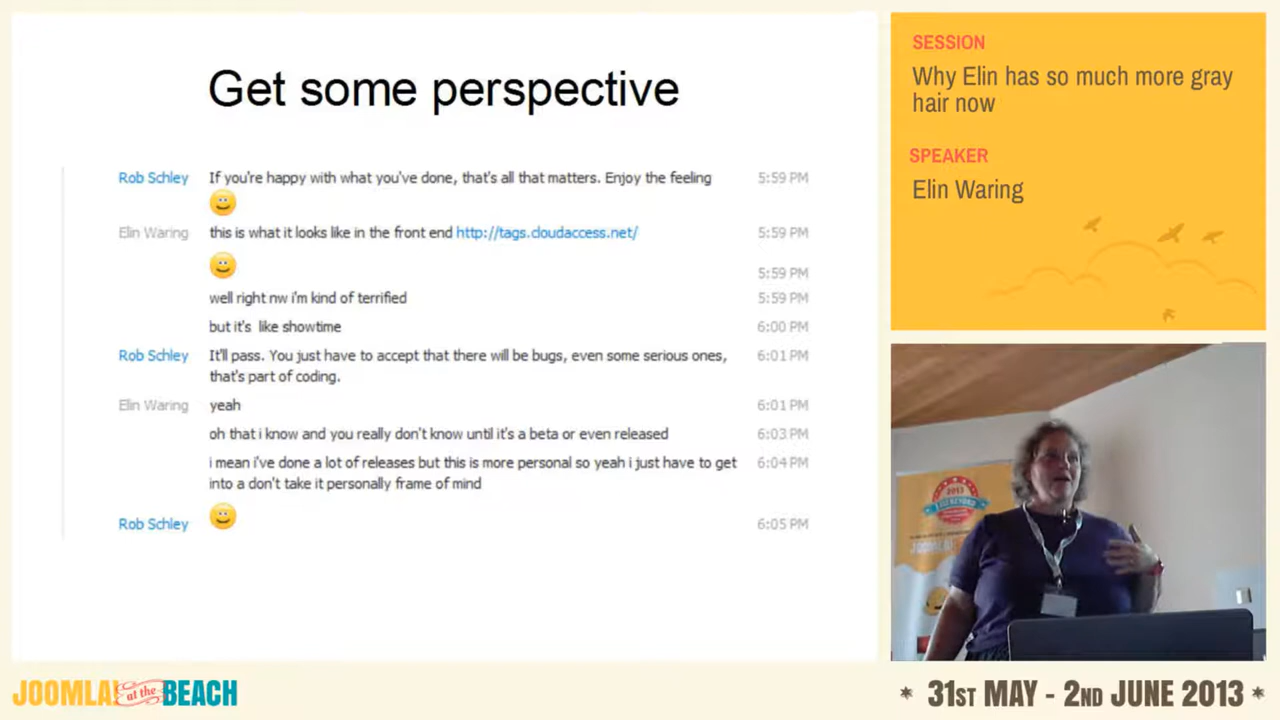 Get some perspective
Rob Schley If you're happy with what you've done, that's all that matters. Enjoy the feeling 5:59 PM
Elin Waring this is what it looks like in the front end http://tags.cloudaccess.net/ 5:59 PM
5:59 PM
well right nw i'm kind of terrified 5:59 PM
but it's like showtime 6:00 PM
Rob Schley It'll pass. You just have to accept that there will be bugs, even some serious ones, 6:01 PM
that's part of coding.
Elin Waring yeah 6:01 PM
oh that i know and you really don't know until it's a beta or even released 6:03 PM
i mean i've done a lot of releases but this is more personal so yeah i just have to get 6:04 PM
into a don't take it personally frame of mind
Rob Schley 6:05 PM
SESSION
Why Elin has so much more gray
hair now
SPEAKER
Elin Waring
2013
JOOMLA! at the BEACH
* 31ST MAY - 2ND JUNE 2013 *